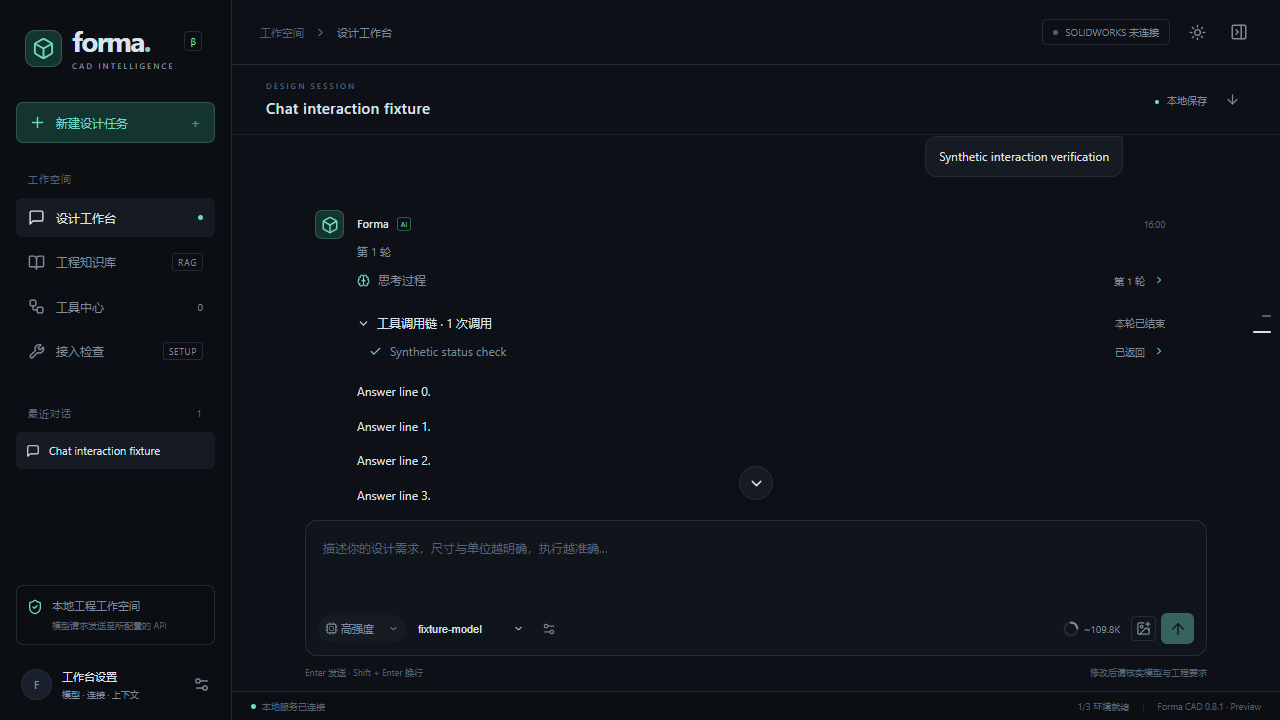 forma.
β
CAD INTELLIGENCE
新建设计任务
+
工作空间
设计工作台
工程知识库
RAG
工具中心
0
接入检查
SETUP
最近对话
1
Chat interaction fixture
本地工程工作空间
模型请求发送至所配置的 API
F
工作台设置
模型 · 连接 · 上下文
工作空间
设计工作台
SOLIDWORKS 未连接
DESIGN SESSION
Chat interaction fixture
本地保存
Synthetic interaction verification
Forma
AI
16:00
第 1 轮
思考过程
第 1 轮
工具调用链 · 1 次调用
本轮已结束
Synthetic status check
已返回
Answer line 0.
Answer line 1.
Answer line 2.
Answer line 3.
描述你的设计需求，尺寸与单位越明确，执行越准确...
高强度
fixture-model
~109.8K
Enter 发送 · Shift + Enter 换行
修改后请核实模型与工程要求
本地服务已连接
1/3 环境就绪
Forma CAD 0.8.1 · Preview